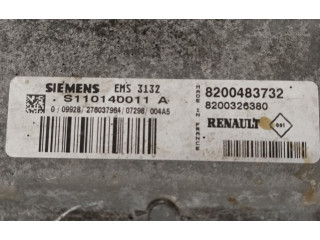 SIEMENS EMS 3132
S110140011 A
0/09928/278037964/07298/004A5
MADE IN FRANCE
8200483732
8200326380
RENAULT